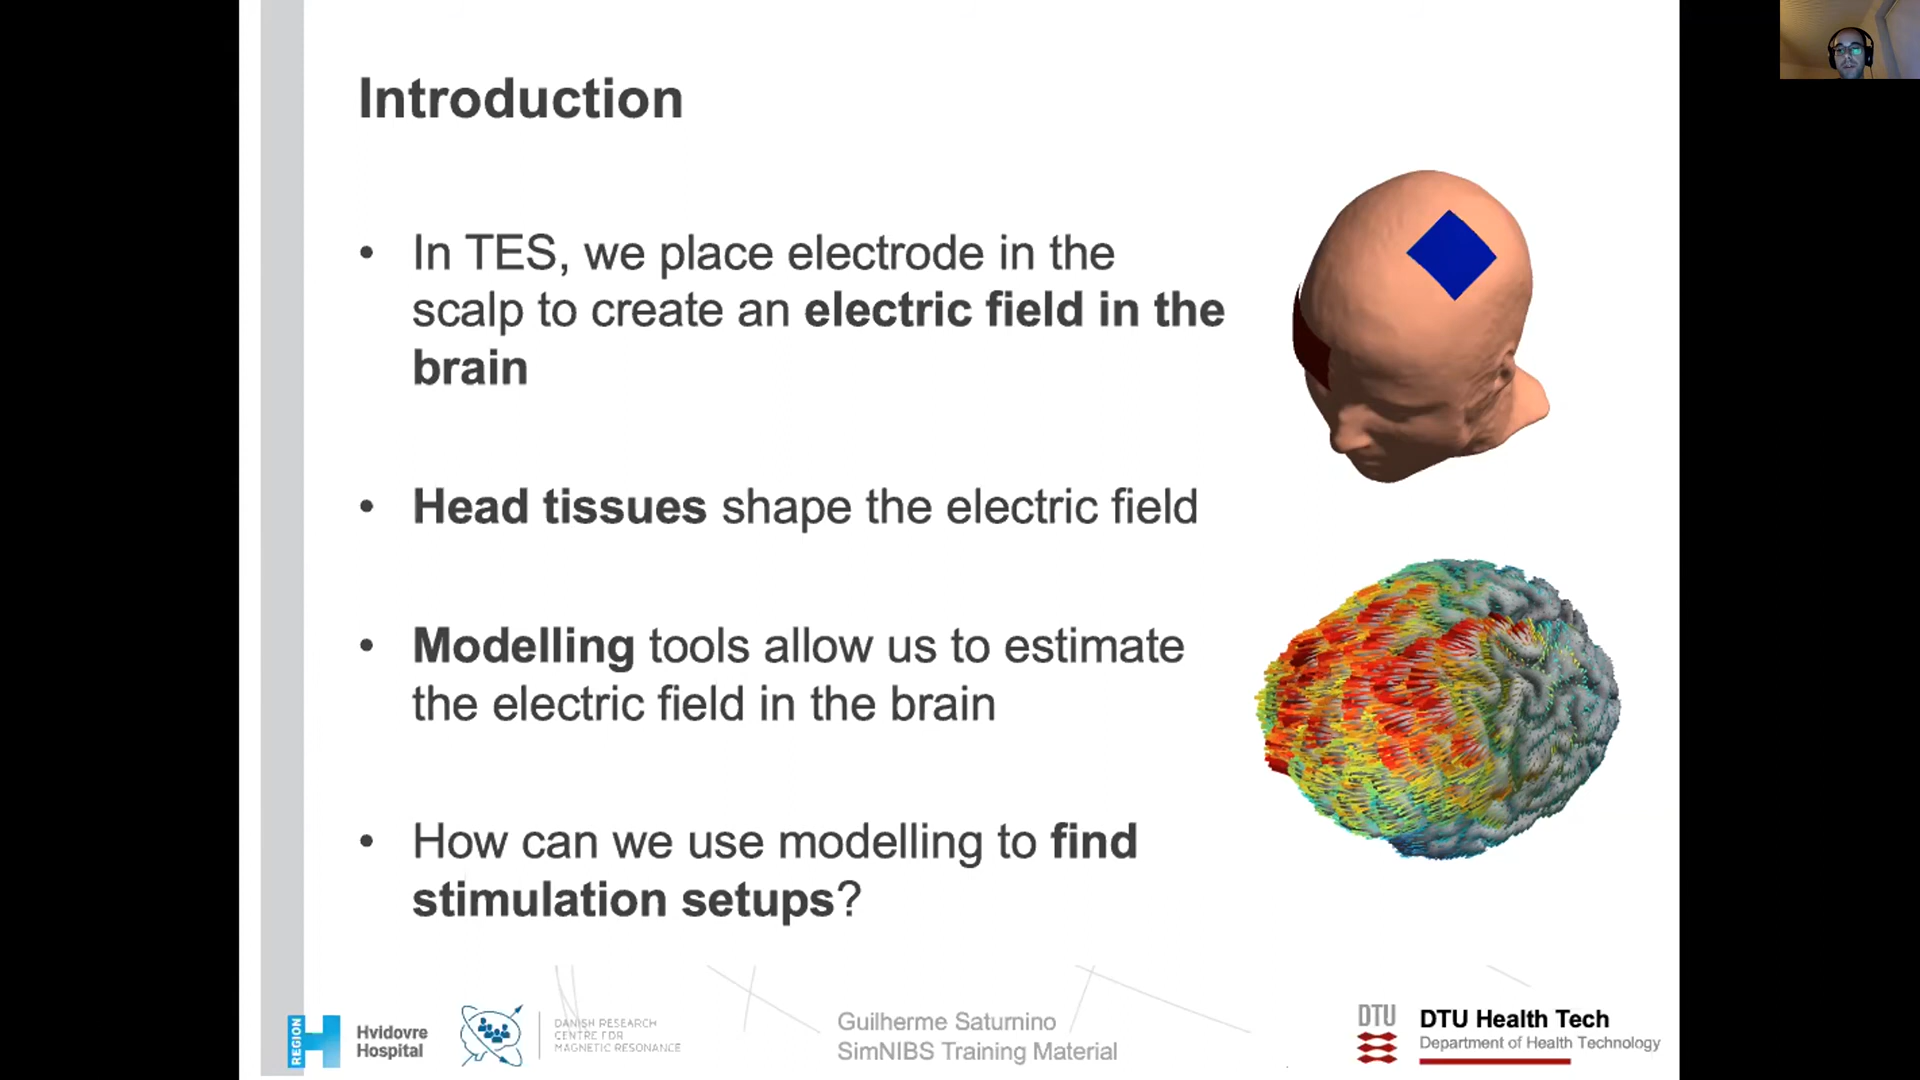 Introduction
• In TES, we place electrode in the
scalp to create an electric field in the
brain
• Head tissues shape the electric field
• Modelling tools allow us to estimate
the electric field in the brain
• How can we use modelling to find
stimulation setups?
REGION
Hvidovre
Hospital
DANISH RESEARCH
CENTRE FOR
MAGNETIC RESONANCE
Guilherme Saturnino
SimNIBS Training Material
DTU
DTU Health Tech
Department of Health Technology